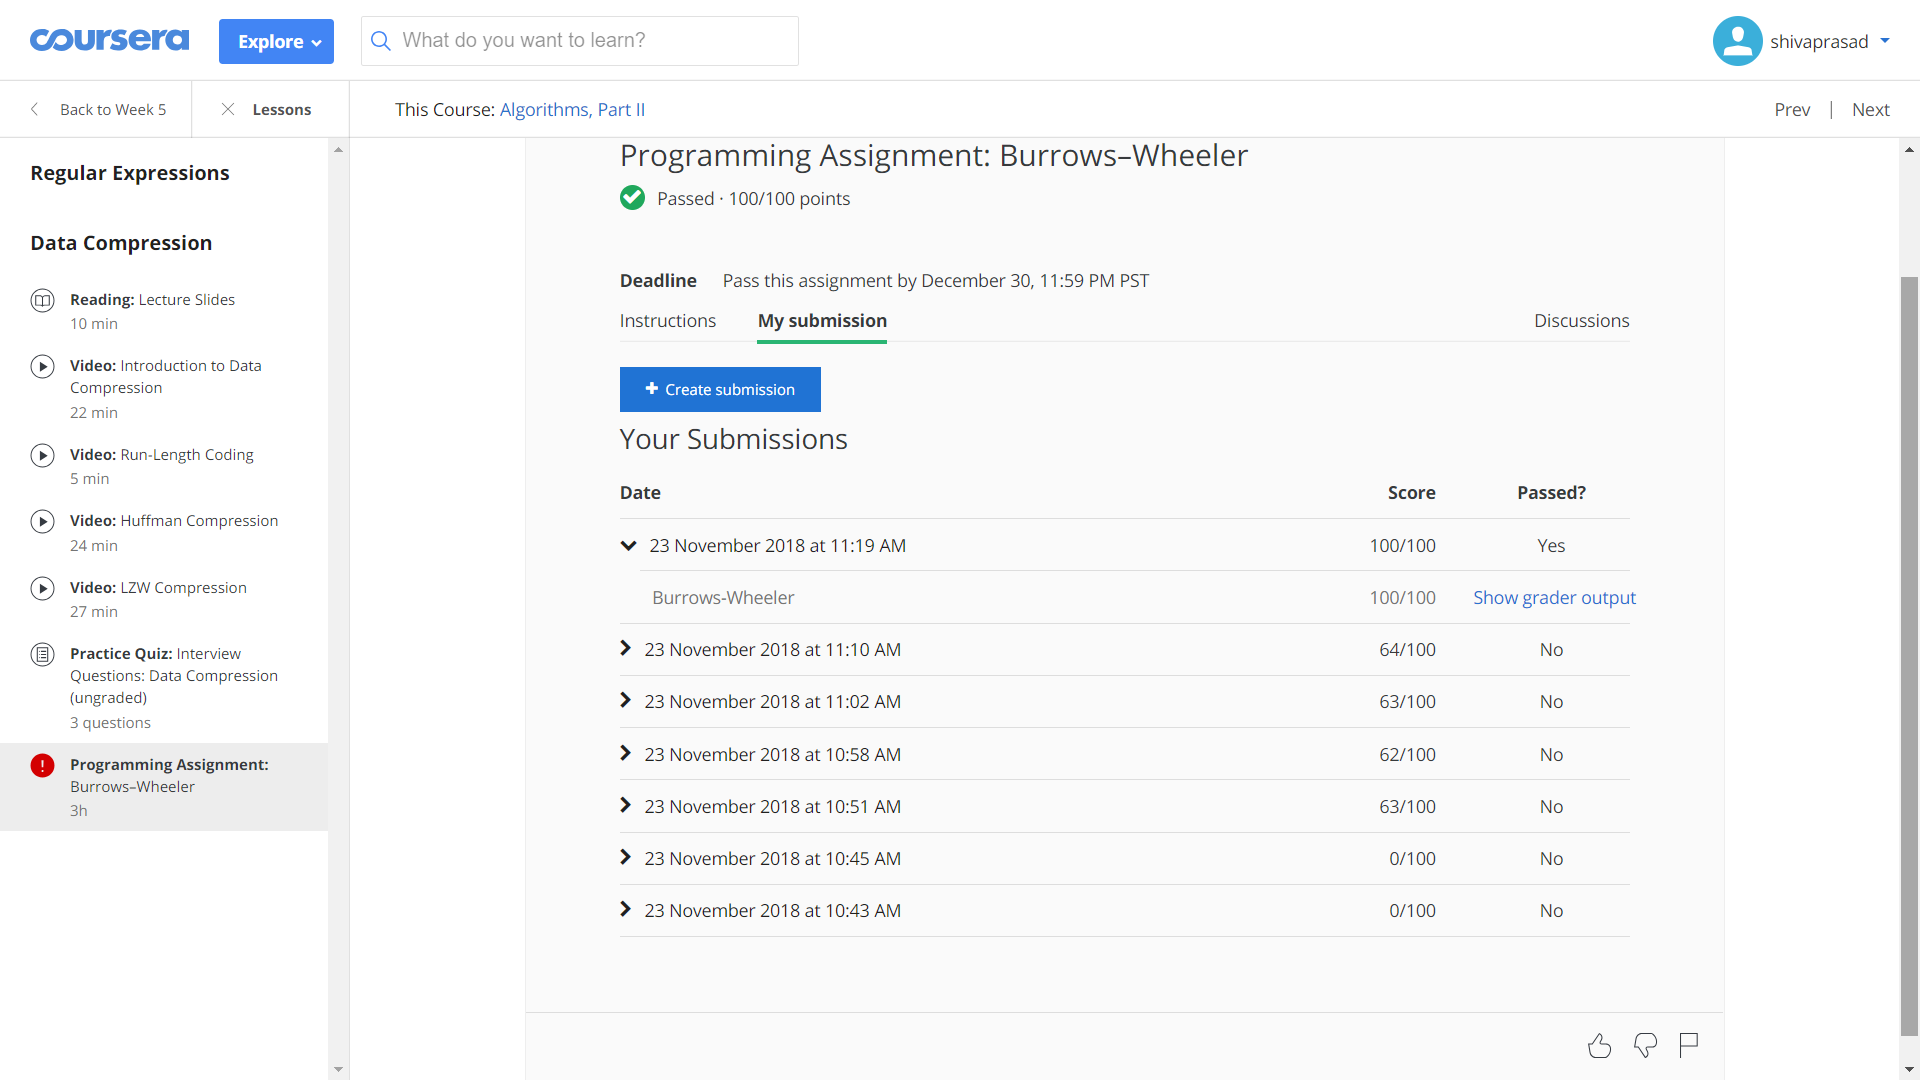 coursera
Explore
What do you want to learn?
shivaprasad
Back to Week 5
Lessons
This Course: Algorithms, Part II
Prev | Next
Regular Expressions
Data Compression
Reading: Lecture Slides
10 min
Video: Introduction to Data
Compression
22 min
Video: Run-Length Coding
5 min
Video: Huffman Compression
24 min
Video: LZW Compression
27 min
Practice Quiz: Interview
Questions: Data Compression
(ungraded)
3 questions
Programming Assignment:
Burrows–Wheeler
3h
Programming Assignment: Burrows–Wheeler
Passed · 100/100 points
Deadline Pass this assignment by December 30, 11:59 PM PST
Instructions My submission Discussions
+ Create submission
Your Submissions
Date Score Passed?
23 November 2018 at 11:19 AM 100/100 Yes
Burrows-Wheeler 100/100 Show grader output
23 November 2018 at 11:10 AM 64/100 No
23 November 2018 at 11:02 AM 63/100 No
23 November 2018 at 10:58 AM 62/100 No
23 November 2018 at 10:51 AM 63/100 No
23 November 2018 at 10:45 AM 0/100 No
23 November 2018 at 10:43 AM 0/100 No